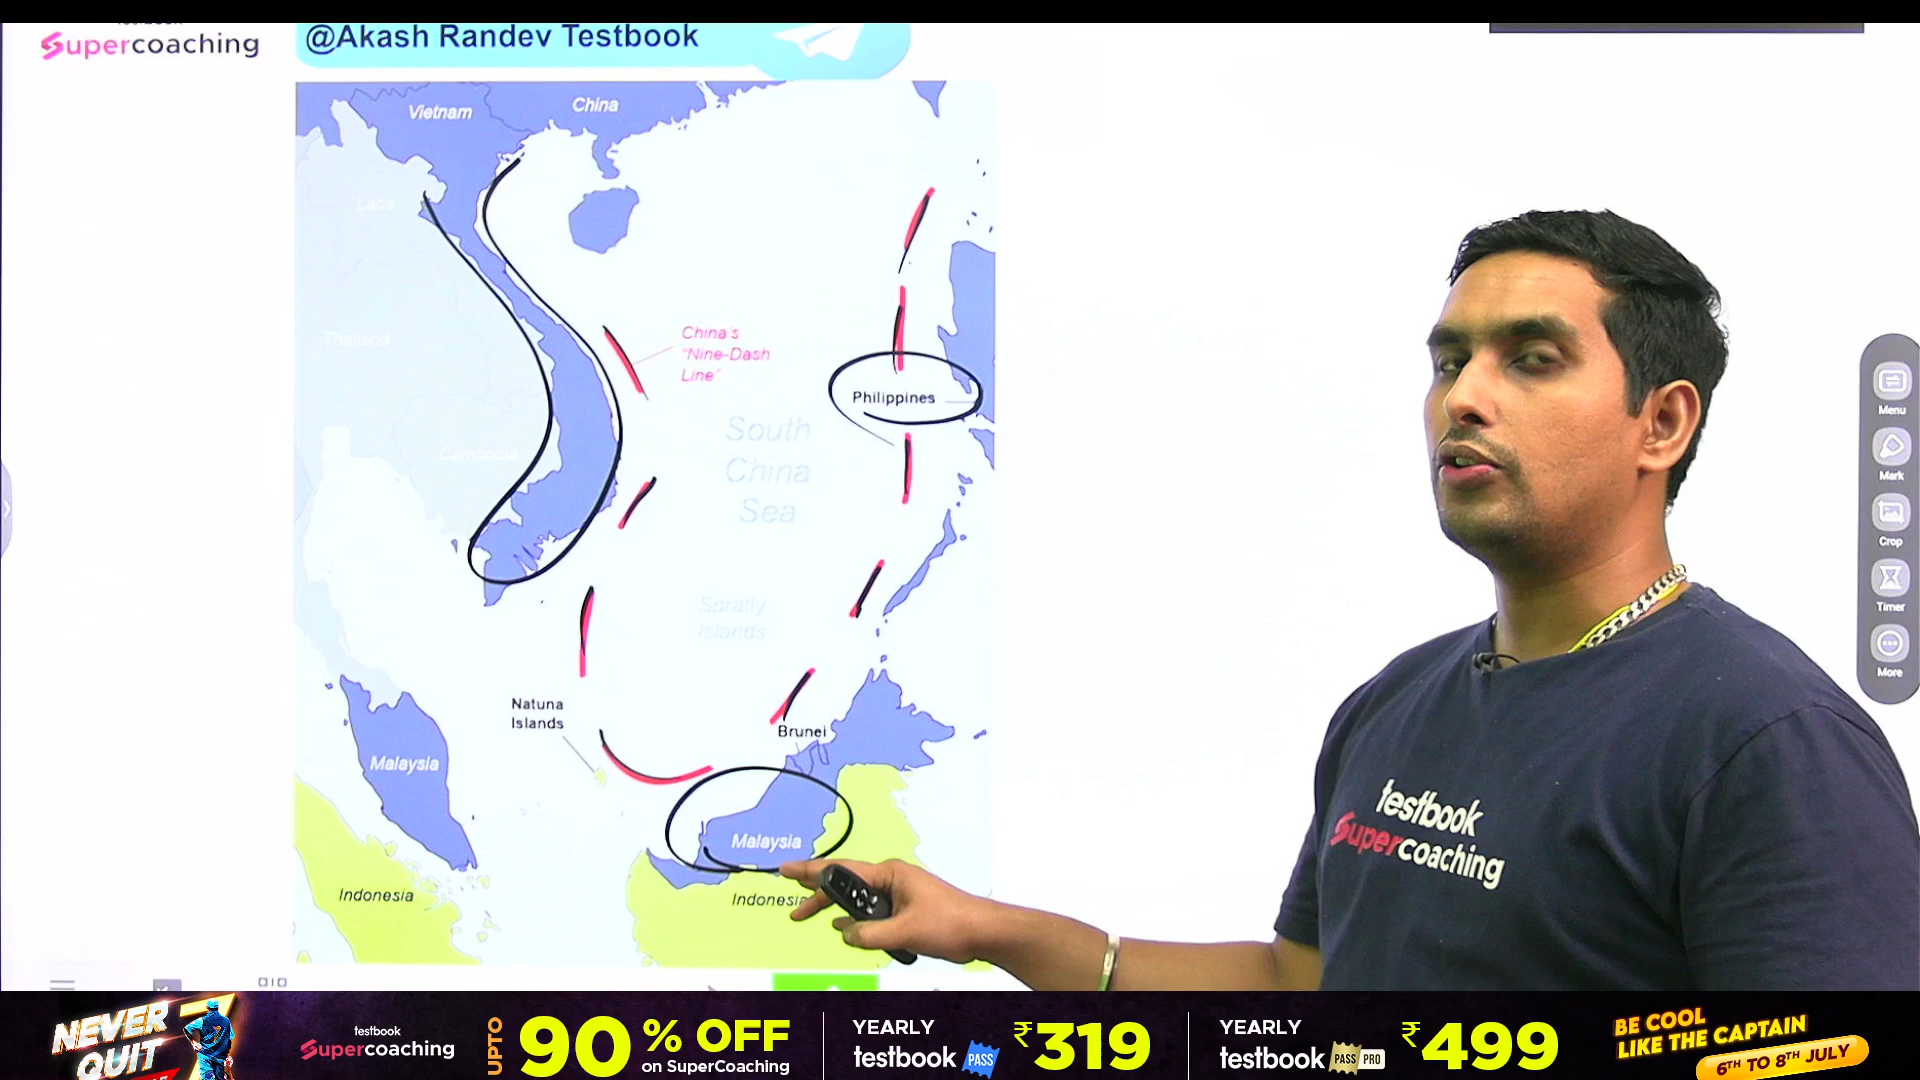 Supercoaching
@Akash Randev Testbook
Vietnam
China
Laos
Thailand
China's
"Nine-Dash
Line"
Philippines
South
China
Sea
Cambodia
Spratly
Islands
Natuna
Islands
Brunei
Malaysia
Malaysia
Indonesia
Indonesia
Menu
Mark
Crop
Timer
More
testbook
Supercoaching
NEVER
QUIT
testbook
Supercoaching
UPTO
90% OFF
on SuperCoaching
YEARLY
testbook PASS
₹319
YEARLY
testbook PASS PRO
₹499
BE COOL
LIKE THE CAPTAIN
6TH TO 8TH JULY